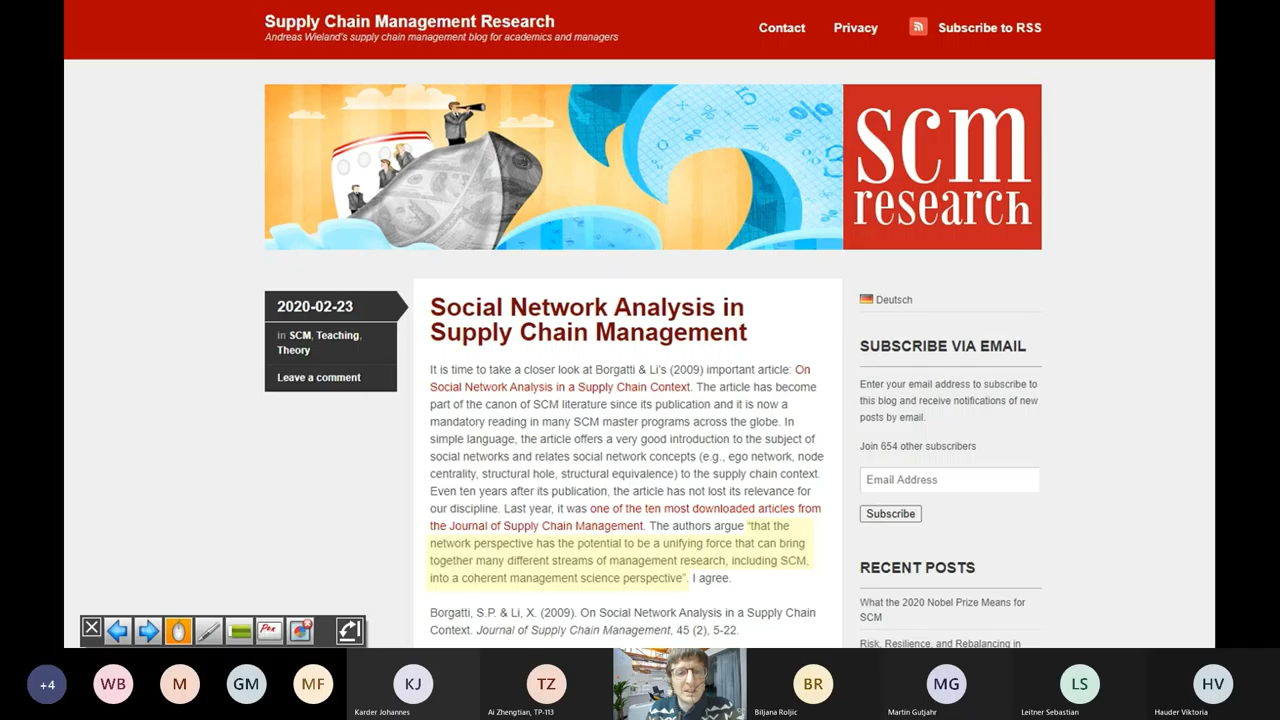 Supply Chain Management Research
Andreas Wieland's supply chain management blog for academics and managers
Contact
Privacy
Subscribe to RSS
scm
research
2020-02-23
in SCM, Teaching,
Theory
Leave a comment
Social Network Analysis in
Supply Chain Management
It is time to take a closer look at Borgatti & Li's (2009) important article: On
Social Network Analysis in a Supply Chain Context. The article has become
part of the canon of SCM literature since its publication and it is now a
mandatory reading in many SCM master programs across the globe. In
simple language, the article offers a very good introduction to the subject of
social networks and relates social network concepts (e.g., ego network, node
centrality, structural hole, structural equivalence) to the supply chain context.
Even ten years after its publication, the article has not lost its relevance for
our discipline. Last year, it was one of the ten most downloaded articles from
the Journal of Supply Chain Management. The authors argue “that the
network perspective has the potential to be a unifying force that can bring
together many different streams of management research, including SCM,
into a coherent management science perspective”. I agree.
Borgatti, S.P. & Li, X. (2009). On Social Network Analysis in a Supply Chain
Context. Journal of Supply Chain Management, 45 (2), 5-22.
Deutsch
SUBSCRIBE VIA EMAIL
Enter your email address to subscribe to
this blog and receive notifications of new
posts by email.
Join 654 other subscribers
Email Address
Subscribe
RECENT POSTS
What the 2020 Nobel Prize Means for
SCM
Risk, Resilience, and Rebalancing in
Pen
+4
WB
M
GM
MF
KJ
Karder Johannes
TZ
Ai Zhengtian, TP-113
BR
Biljana Roljic
MG
Martin Gutjahr
LS
Leitner Sebastian
HV
Hauder Viktoria